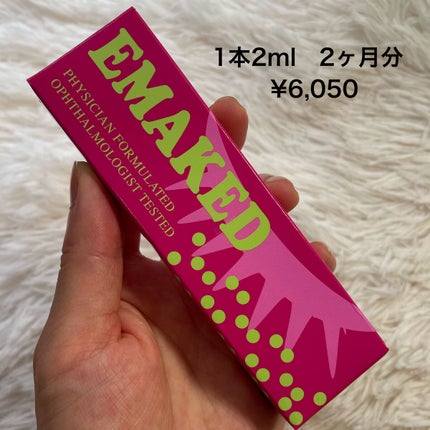 1本2ml　2ヶ月分
¥6,050
EMAKED
PHYSICIAN FORMULATED
OPHTHALMOLOGIST TESTED